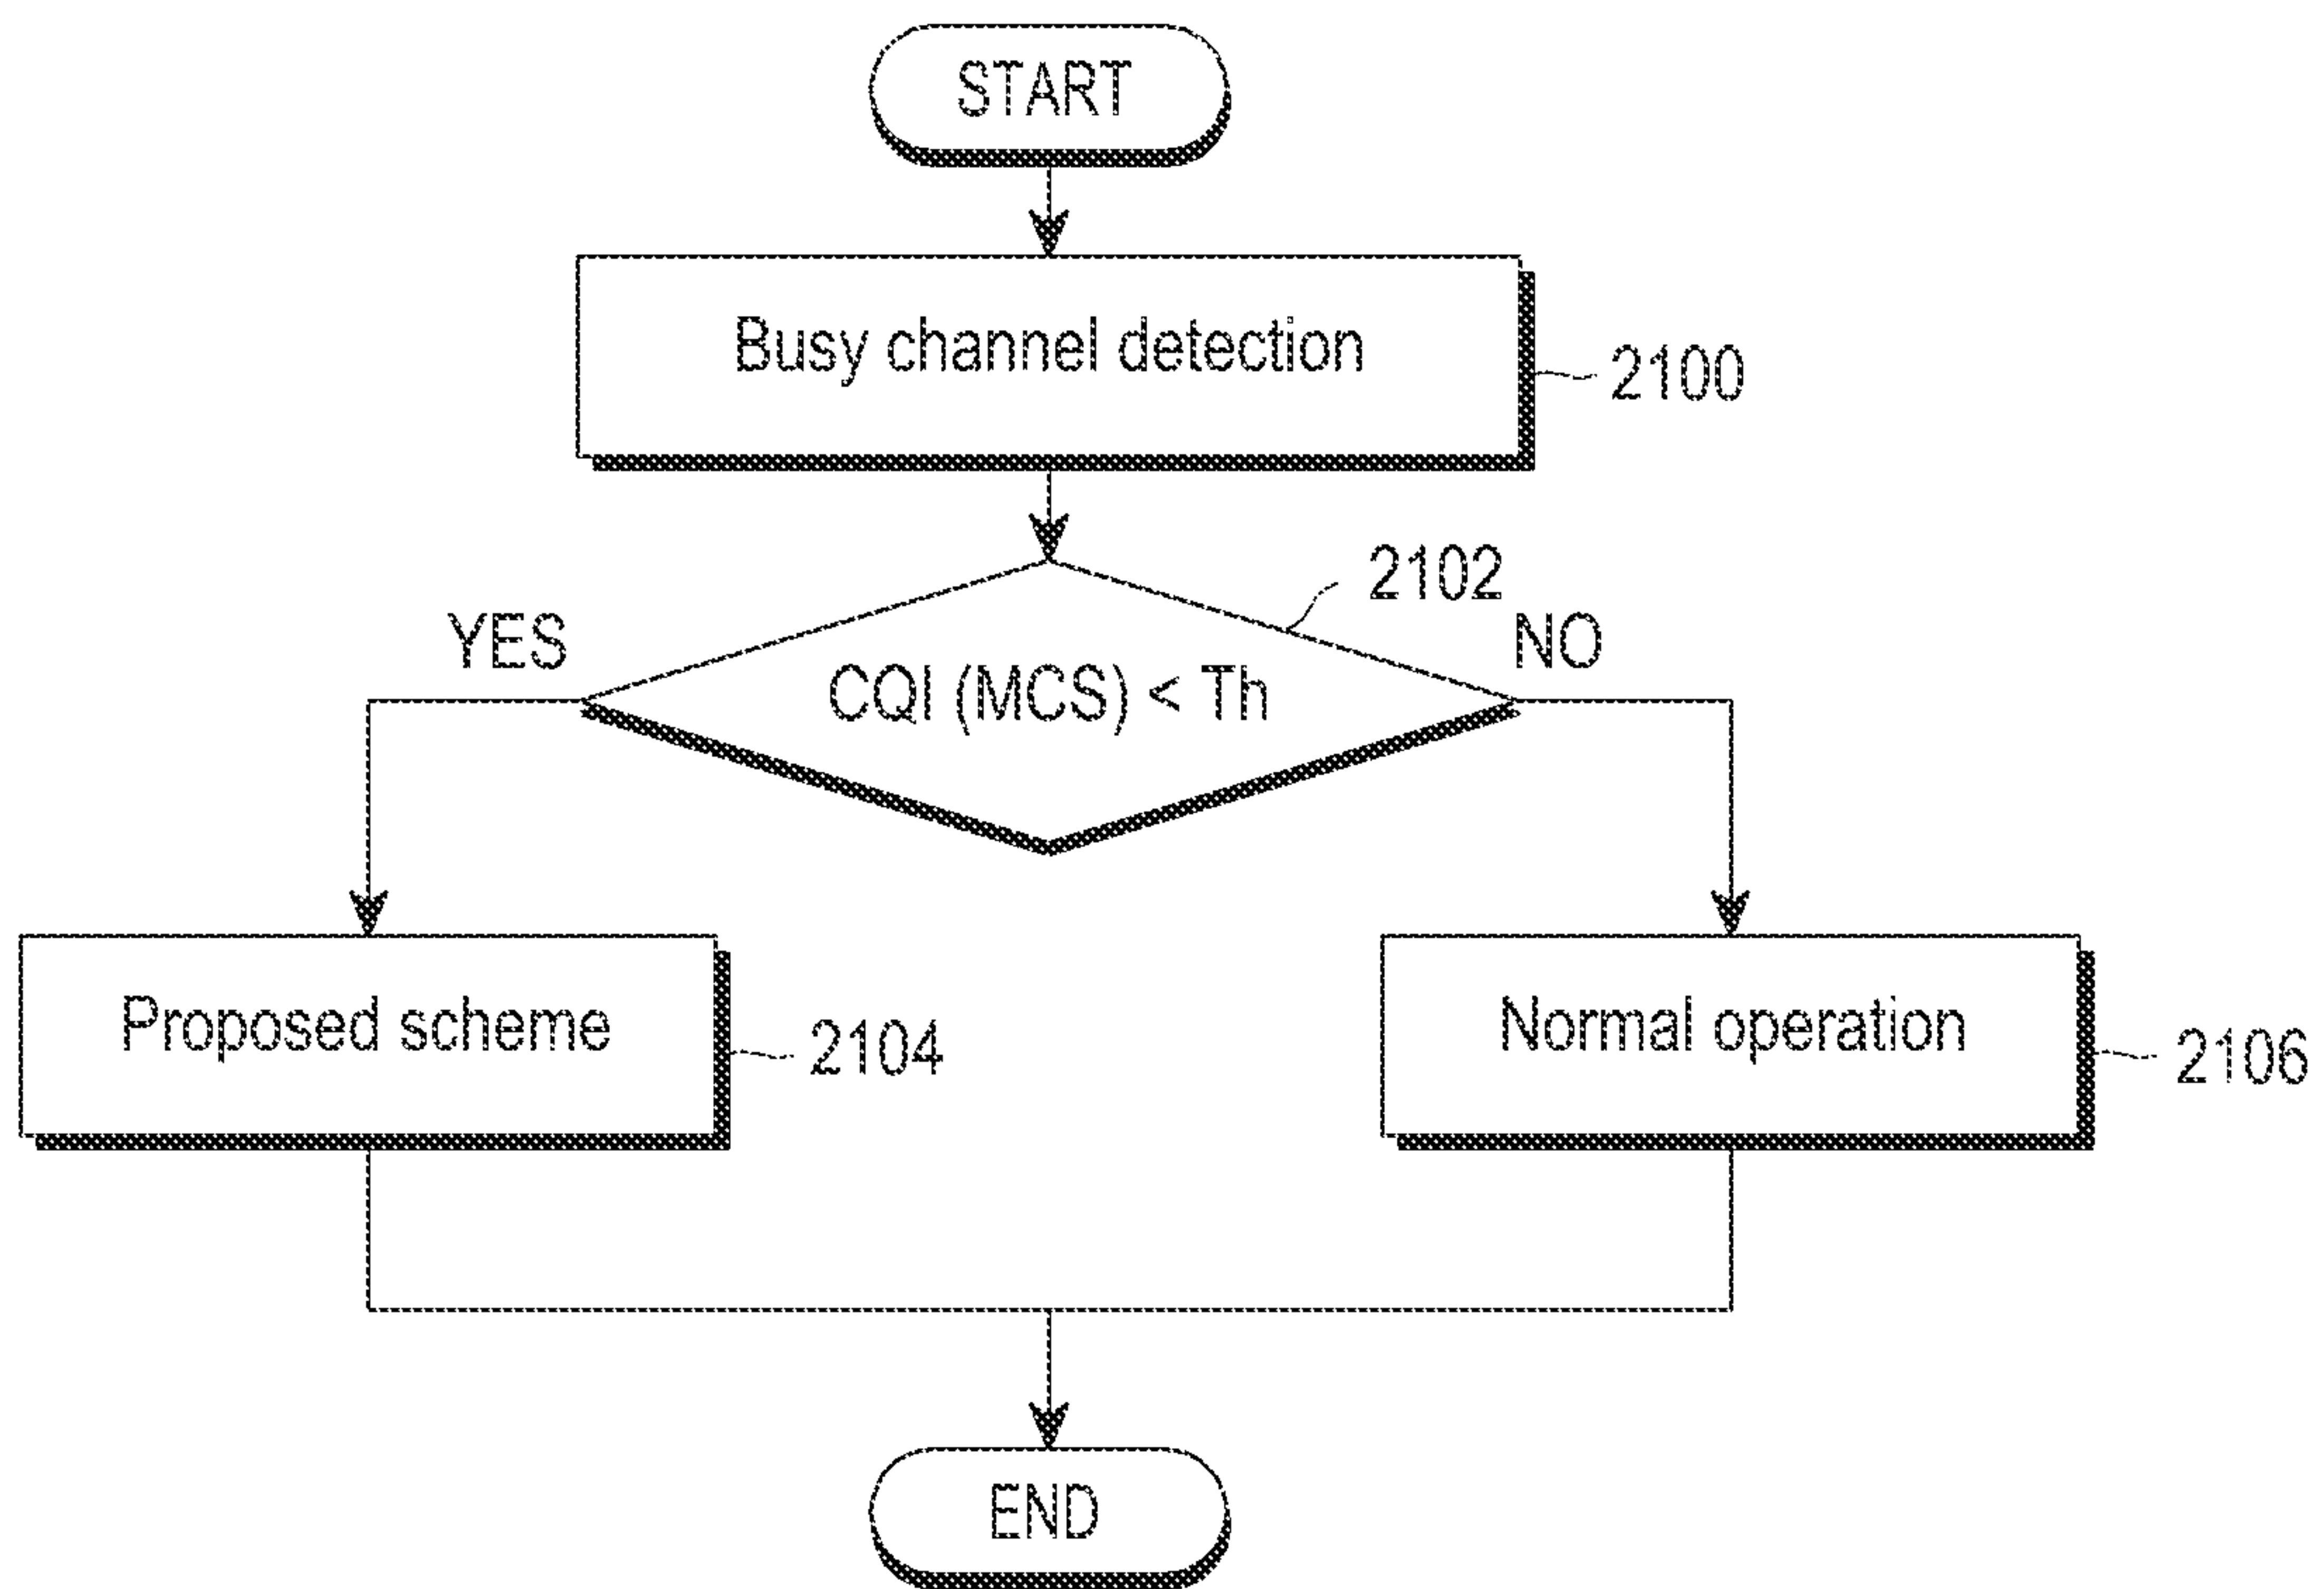 START
Busy channel detection
2100
2102
YES
NO
CQI (MCS) < Th
Proposed scheme
2104
Normal operation
2106
END